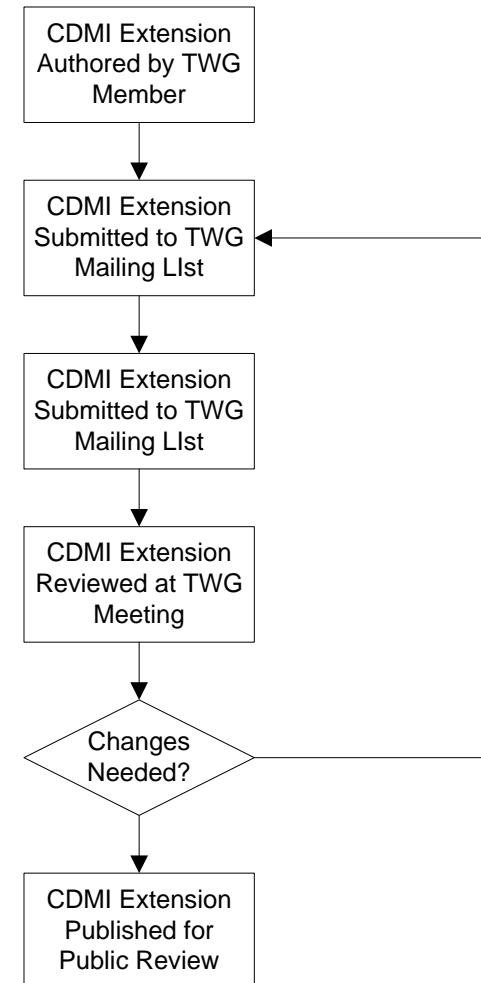 CDMI Extension
Authored by TWG
Member
CDMI Extension
Submitted to TWG
Mailing LIst
CDMI Extension
Submitted to TWG
Mailing LIst
CDMI Extension
Reviewed at TWG
Meeting
Changes
Needed?
CDMI Extension
Published for
Public Review